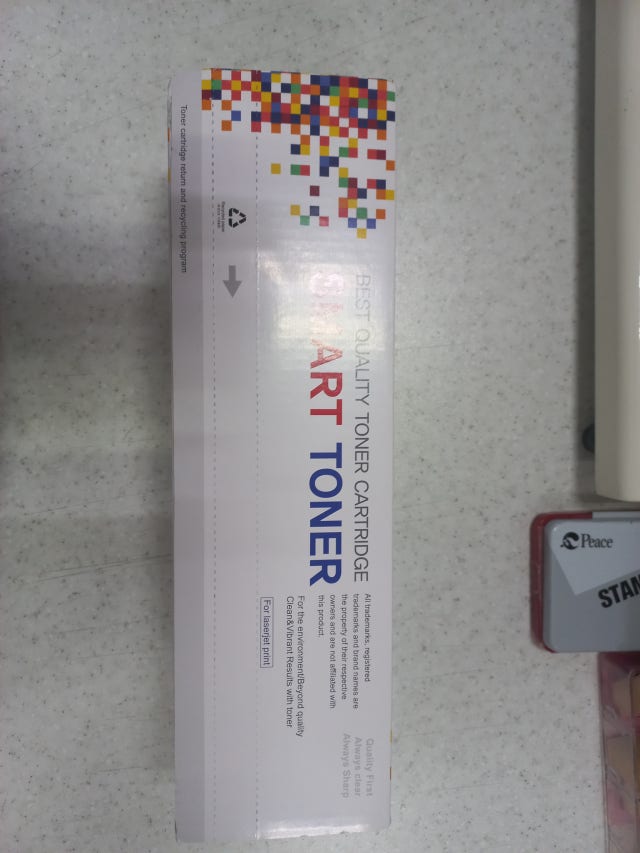 BEST QUALITY TONER CARTRIDGE
SMART TONER
All trademarks, registered
trademarks and brand names are
the property of their respective
owners and are not affiliated with
this product.
For the environment/Beyond quality
Clean&Vibrant Results with toner
For laserjet print
Quality First
Always clear
Always Sharp
Toner cartridge return and recycling program
Peace
STAM